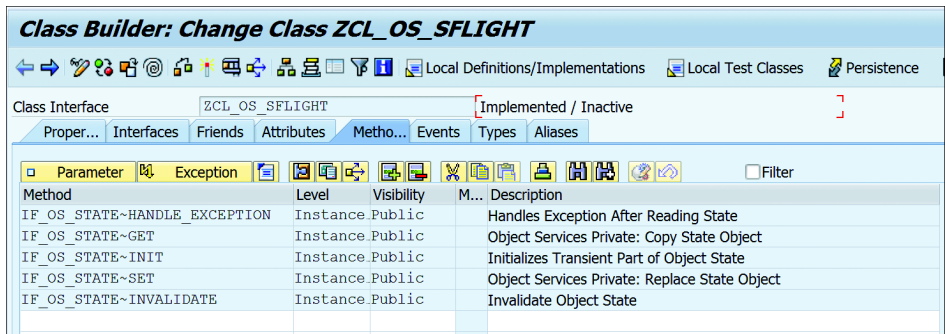 Class Builder: Change Class ZCL_OS_SFLIGHT
Local Definitions/Implementations Local Test Classes Persistence
Class Interface ZCL_OS_SFLIGHT Implemented / Inactive
Proper... Interfaces Friends Attributes Metho... Events Types Aliases
Parameter Exception Filter
Method Level Visibility M... Description
IF_OS_STATE~HANDLE_EXCEPTION Instance Public Handles Exception After Reading State
IF_OS_STATE~GET Instance Public Object Services Private: Copy State Object
IF_OS_STATE~INIT Instance Public Initializes Transient Part of Object State
IF_OS_STATE~SET Instance Public Object Services Private: Replace State Object
IF_OS_STATE~INVALIDATE Instance Public Invalidate Object State